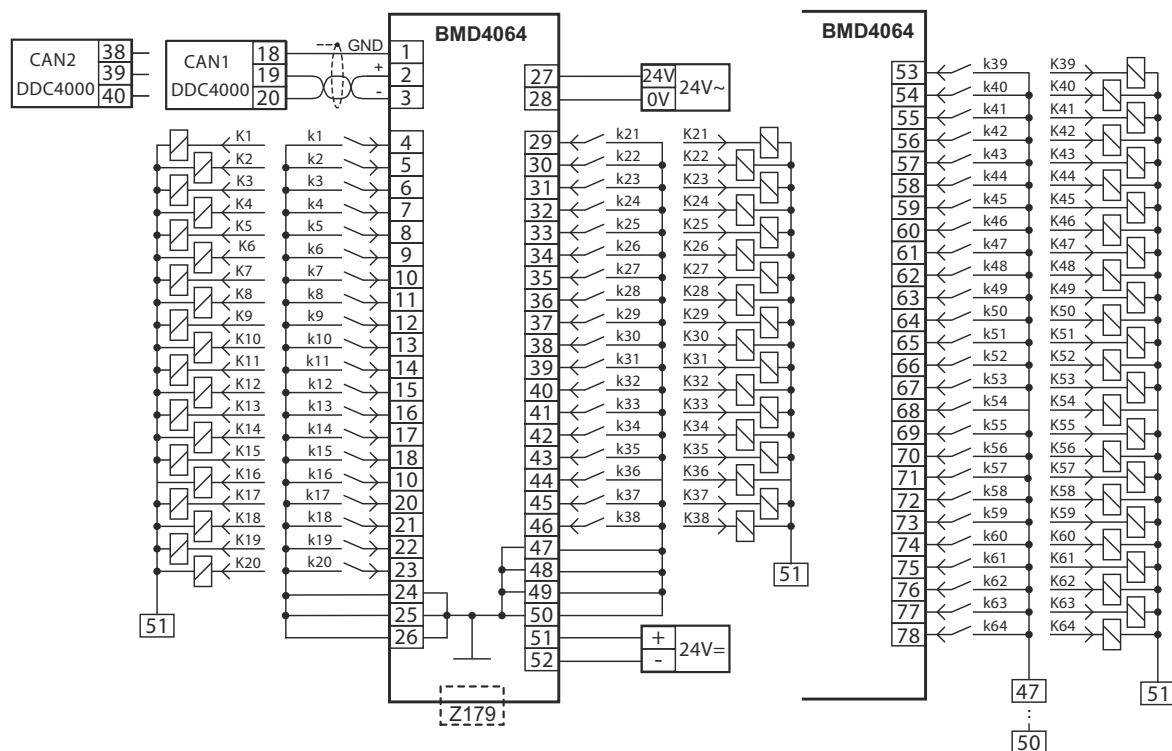 BMD4064
BMD4064
CAN2
DDC4000
38
39
40
CAN1
DDC4000
18
19
20
GND
+
-
1
2
3
27
28
24V
0V
24V~
K1 k1 4
K2 k2 5
K3 k3 6
K4 k4 7
K5 k5 8
K6 k6 9
K7 k7 10
K8 k8 11
K9 k9 12
K10 k10 13
K11 k11 14
K12 k12 15
K13 k13 16
K14 k14 17
K15 k15 18
K16 k16 10
K17 k17 20
K18 k18 21
K19 k19 22
K20 k20 23
24
25
26
51
29 k21 K21
30 k22 K22
31 k23 K23
32 k24 K24
33 k25 K25
34 k26 K26
35 k27 K27
36 k28 K28
37 k29 K29
38 k30 K30
39 k31 K31
40 k32 K32
41 k33 K33
42 k34 K34
43 k35 K35
44 k36 K36
45 k37 K37
46 k38 K38
47
48
49
50
51
52
51
+
-
24V=
Z179
53 k39 K39
54 k40 K40
55 k41 K41
56 k42 K42
57 k43 K43
58 k44 K44
59 k45 K45
60 k46 K46
61 k47 K47
62 k48 K48
63 k49 K49
64 k50 K50
65 k51 K51
66 k52 K52
67 k53 K53
68 k54 K54
69 k55 K55
70 k56 K56
71 k57 K57
72 k58 K58
73 k59 K59
74 k60 K60
75 k61 K61
76 k62 K62
77 k63 K63
78 k64 K64
47
50
51